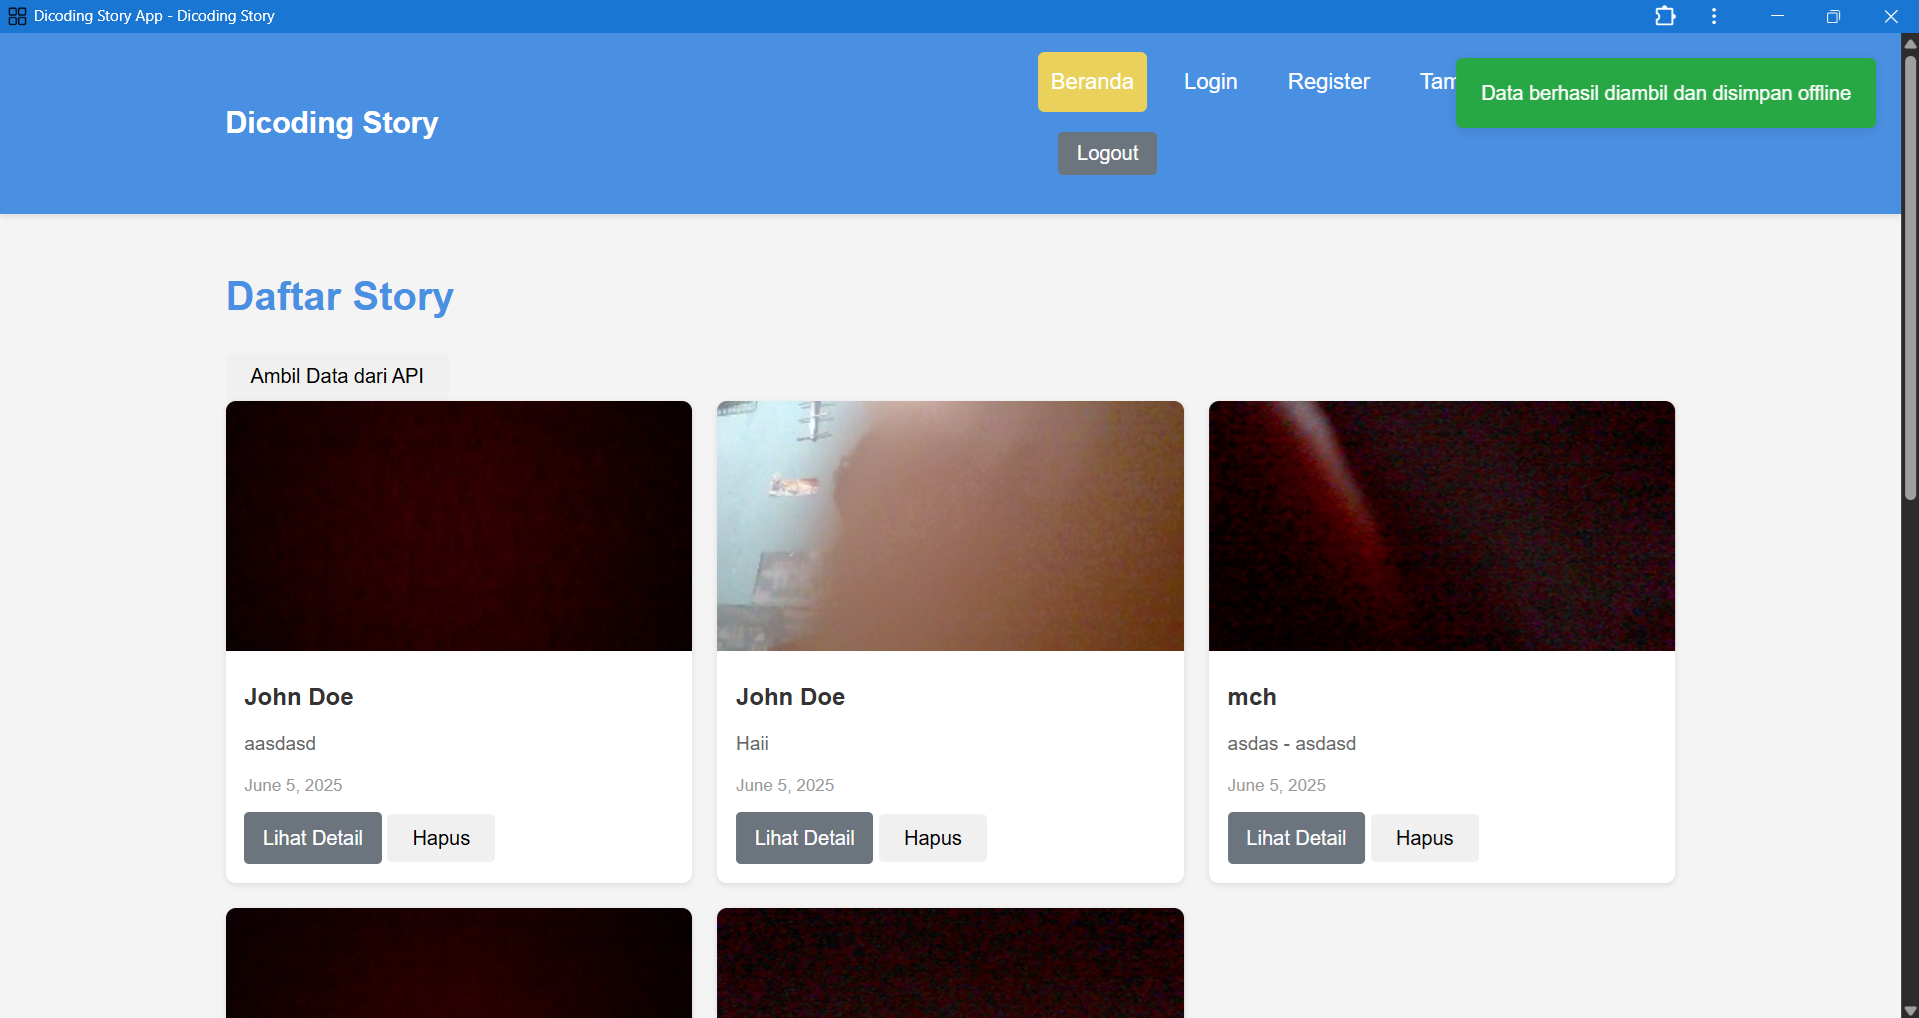 Dicoding Story App - Dicoding Story
Dicoding Story
Beranda
Login
Register
Tam
Data berhasil diambil dan disimpan offline
Logout
Daftar Story
Ambil Data dari API
John Doe
aasdasd
June 5, 2025
Lihat Detail
Hapus
John Doe
Haii
June 5, 2025
Lihat Detail
Hapus
mch
asdas - asdasd
June 5, 2025
Lihat Detail
Hapus